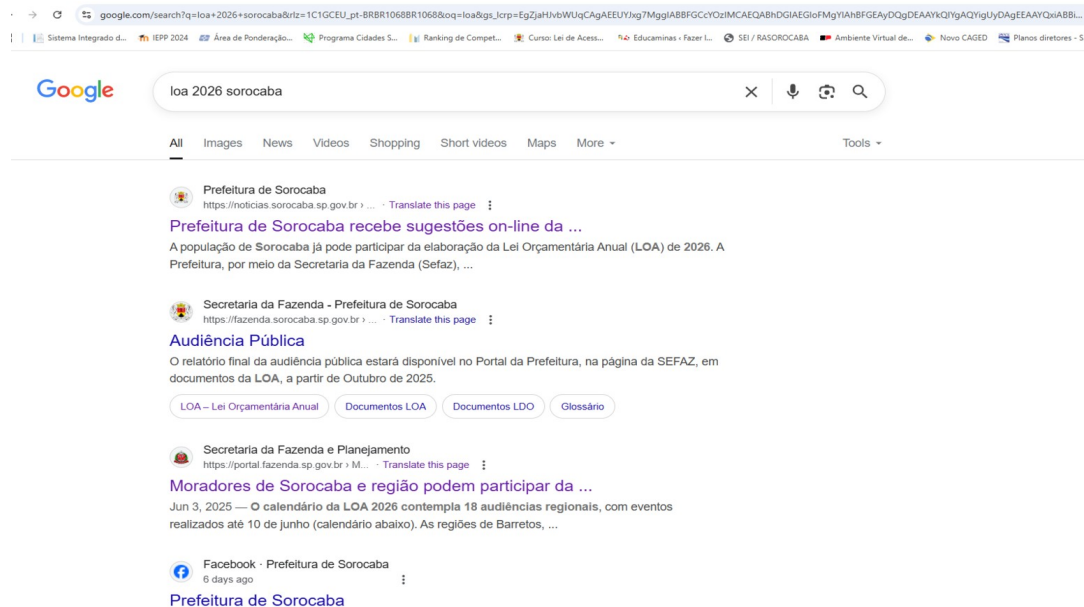 google.com/search?q=loa+2026+sorocaba&rlz=1C1GCEU_pt-BRBR1068BR1068&oq=loa&gs_lcrp=EgZjaHJvbWUqCAgAEEUYJxg7MggIABBFGCcYOzIMCAEQABhDGIAEGIoFMgYIAhBFGEAyDQgDEAAYkQIYgAQYigUyDAgEEAAYQxiABBi...
Sistema Integrado d... IEPP 2024 Área de Ponderação... Programa Cidades S... Ranking de Compet... Curso: Lei de Acess... Educaminas ‹ Fazer l... SEI / RASOROCABA Ambiente Virtual de... Novo CAGED Planos diretores - S
Google
loa 2026 sorocaba
All Images News Videos Shopping Short videos Maps More Tools
Prefeitura de Sorocaba
https://noticias.sorocaba.sp.gov.br › ... · Translate this page
Prefeitura de Sorocaba recebe sugestões on-line da ...
A população de Sorocaba já pode participar da elaboração da Lei Orçamentária Anual (LOA) de 2026. A
Prefeitura, por meio da Secretaria da Fazenda (Sefaz), ...
Secretaria da Fazenda - Prefeitura de Sorocaba
https://fazenda.sorocaba.sp.gov.br › ... · Translate this page
Audiência Pública
O relatório final da audiência pública estará disponível no Portal da Prefeitura, na página da SEFAZ, em
documentos da LOA, a partir de Outubro de 2025.
LOA – Lei Orçamentária Anual Documentos LOA Documentos LDO Glossário
Secretaria da Fazenda e Planejamento
https://portal.fazenda.sp.gov.br › M... · Translate this page
Moradores de Sorocaba e região podem participar da ...
Jun 3, 2025 — O calendário da LOA 2026 contempla 18 audiências regionais, com eventos
realizados até 10 de junho (calendário abaixo). As regiões de Barretos, ...
Facebook · Prefeitura de Sorocaba
6 days ago
Prefeitura de Sorocaba